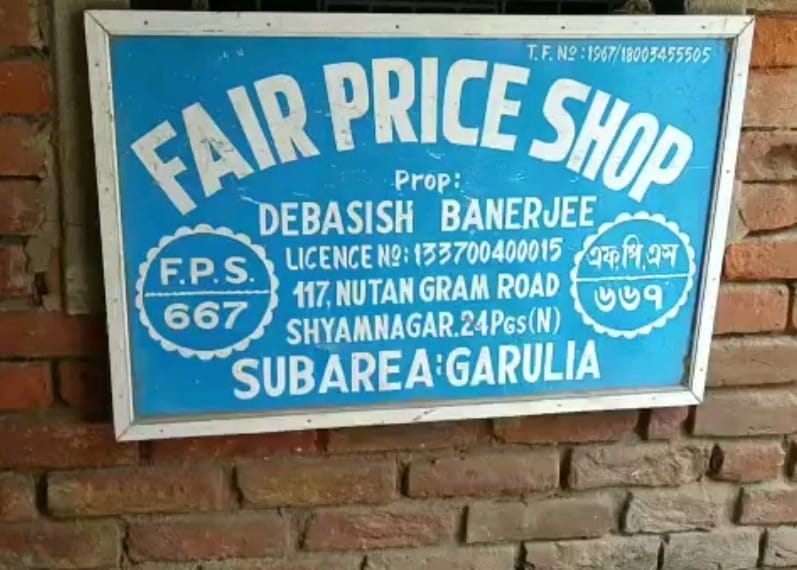 T. F. Nº : 1967/18003455505
FAIR PRICE SHOP
Prop:
DEBASISH BANERJEE
LICENCE Nº: 133700400015
117, NUTAN GRAM ROAD
SHYAMNAGAR. 24 PGS (N)
SUBAREA : GARULIA
F.P.S.
667
এফ.পি.এস
৬৬৭